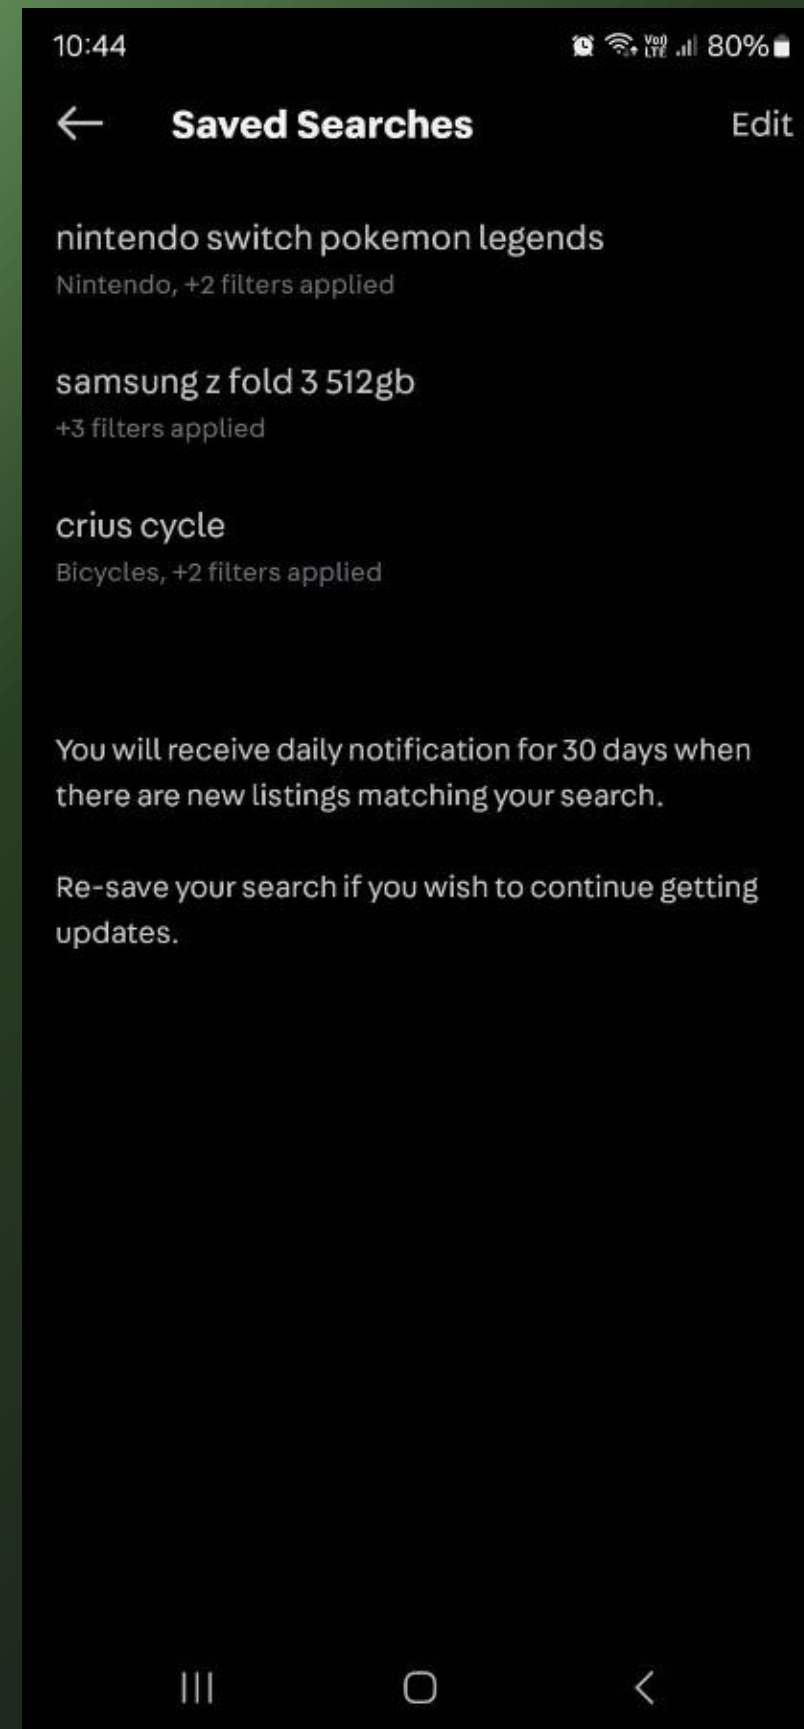 10:44
Vo) LTE 80%
Saved Searches
Edit
nintendo switch pokemon legends
Nintendo, +2 filters applied
samsung z fold 3 512gb
+3 filters applied
crius cycle
Bicycles, +2 filters applied
You will receive daily notification for 30 days when
there are new listings matching your search.
Re-save your search if you wish to continue getting
updates.